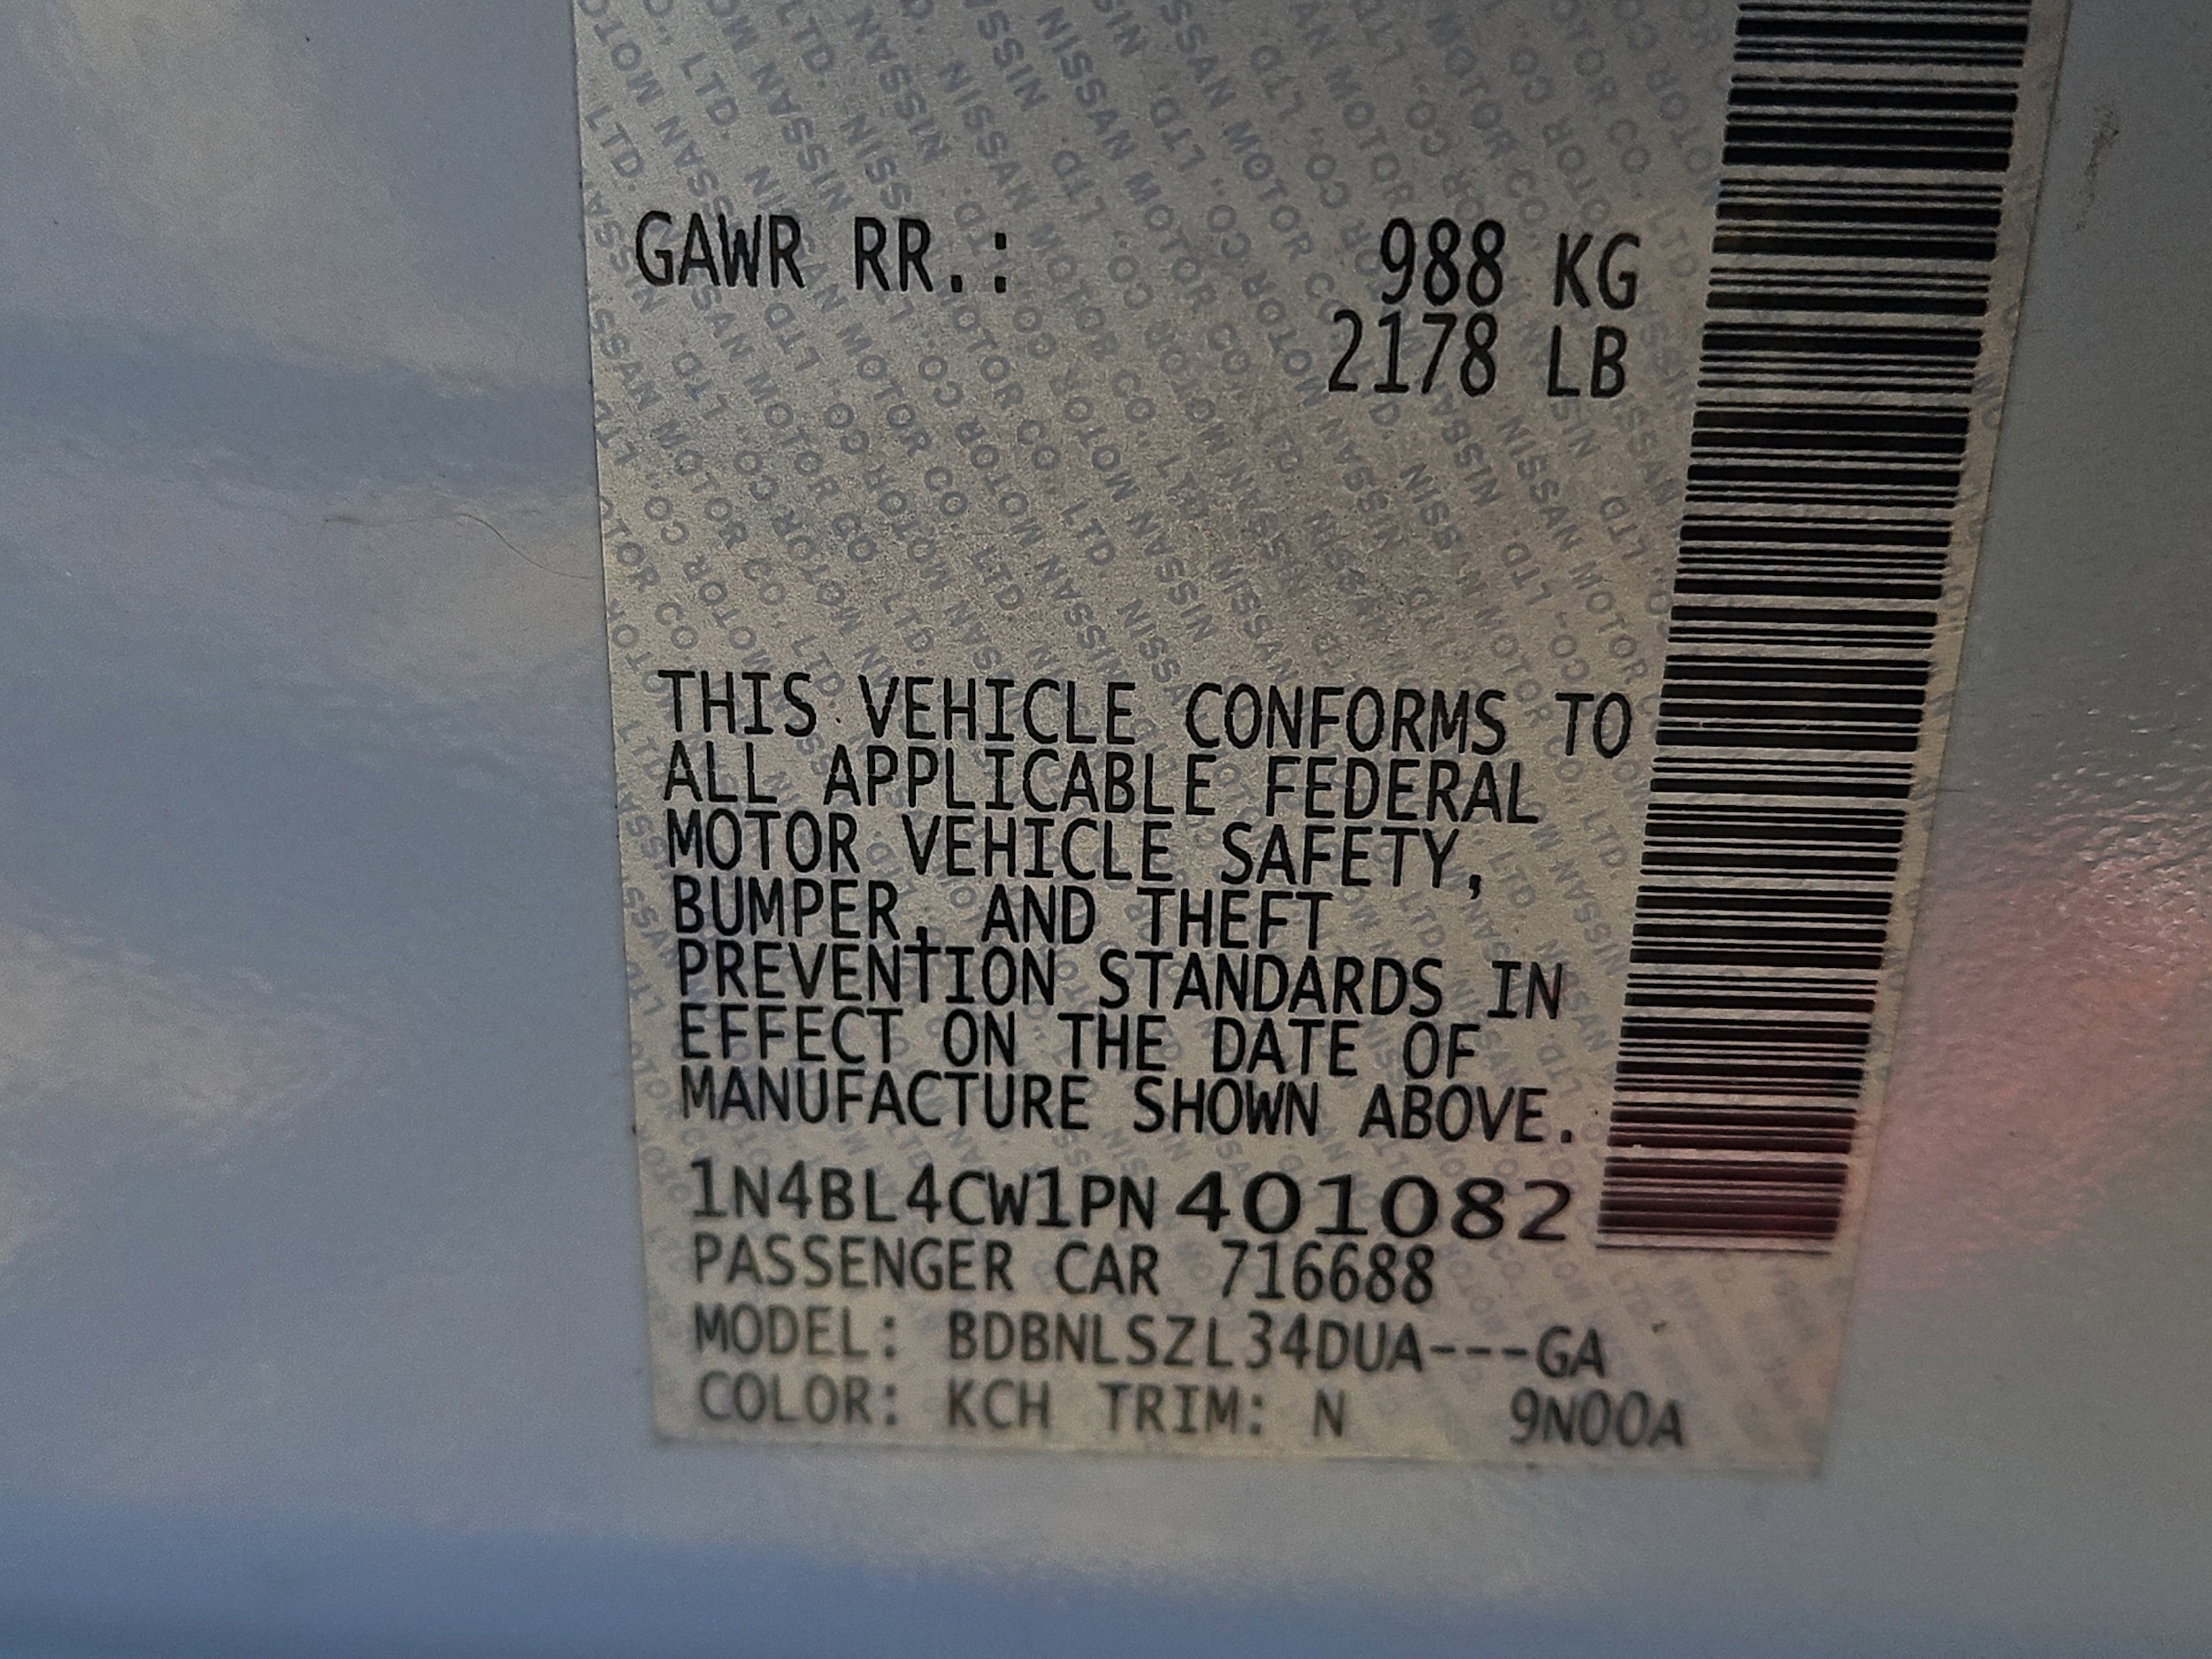 GAWR RR.: 988 KG
2178 LB
THIS VEHICLE CONFORMS TO
ALL APPLICABLE FEDERAL
MOTOR VEHICLE SAFETY,
BUMPER, AND THEFT
PREVENTION STANDARDS IN
EFFECT ON THE DATE OF
MANUFACTURE SHOWN ABOVE.
1N4BL4CW1PN401082
PASSENGER CAR 716688
MODEL: BDBNLSZL34DUA---GA
COLOR: KCH TRIM: N 9N00A